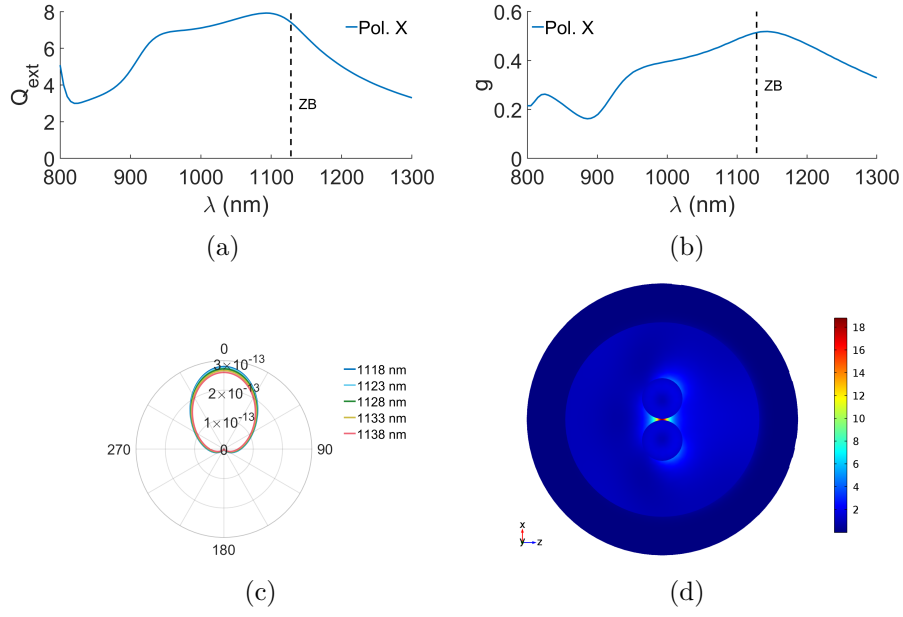 8
6
4
2
0
Q_ext
Pol. X
ZB
800 900 1000 1100 1200 1300
λ (nm)
(a)
0.6
0.4
0.2
0
g
Pol. X
ZB
800 900 1000 1100 1200 1300
λ (nm)
(b)
0
3×10^-13
2×10^-13
1×10^-13
0
270
90
180
1118 nm
1123 nm
1128 nm
1133 nm
1138 nm
(c)
18
16
14
12
10
8
6
4
2
x
y z
(d)